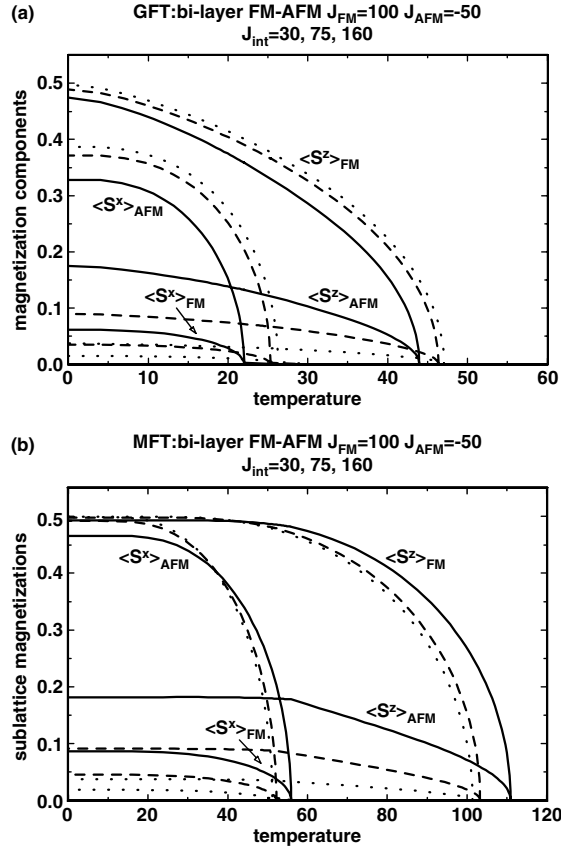 (a)
GFT:bi-layer FM-AFM J_FM=100 J_AFM=-50
J_int=30, 75, 160
magnetization components
0.5
0.4
0.3
0.2
0.1
0.0
<S^z>_FM
<S^x>_AFM
<S^x>_FM
<S^z>_AFM
0 10 20 30 40 50 60
temperature
(b)
MFT:bi-layer FM-AFM J_FM=100 J_AFM=-50
J_int=30, 75, 160
sublattice magnetizations
0.5
0.4
0.3
0.2
0.1
0.0
<S^x>_AFM
<S^z>_FM
<S^x>_FM
<S^z>_AFM
0 20 40 60 80 100 120
temperature